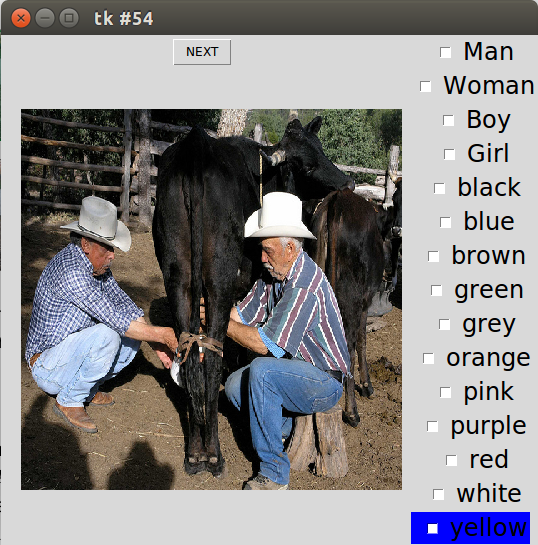 tk #54
NEXT
Man
Woman
Boy
Girl
black
blue
brown
green
grey
orange
pink
purple
red
white
yellow